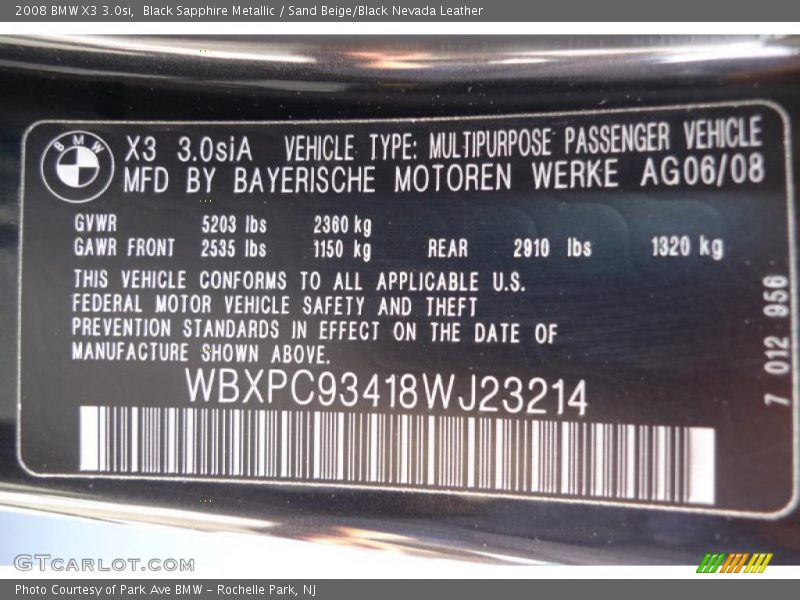 2008 BMW X3 3.0si, Black Sapphire Metallic / Sand Beige/Black Nevada Leather
BMW
X3 3.0siA VEHICLE TYPE: MULTIPURPOSE PASSENGER VEHICLE
MFD BY BAYERISCHE MOTOREN WERKE AG06/08
GVWR 5203 lbs 2360 kg
GAWR FRONT 2535 lbs 1150 kg REAR 2910 lbs 1320 kg
THIS VEHICLE CONFORMS TO ALL APPLICABLE U.S.
FEDERAL MOTOR VEHICLE SAFETY AND THEFT
PREVENTION STANDARDS IN EFFECT ON THE DATE OF
MANUFACTURE SHOWN ABOVE.
WBXPC93418WJ23214
7 012 956
GTCARLOT.COM
Photo Courtesy of Park Ave BMW - Rochelle Park, NJ